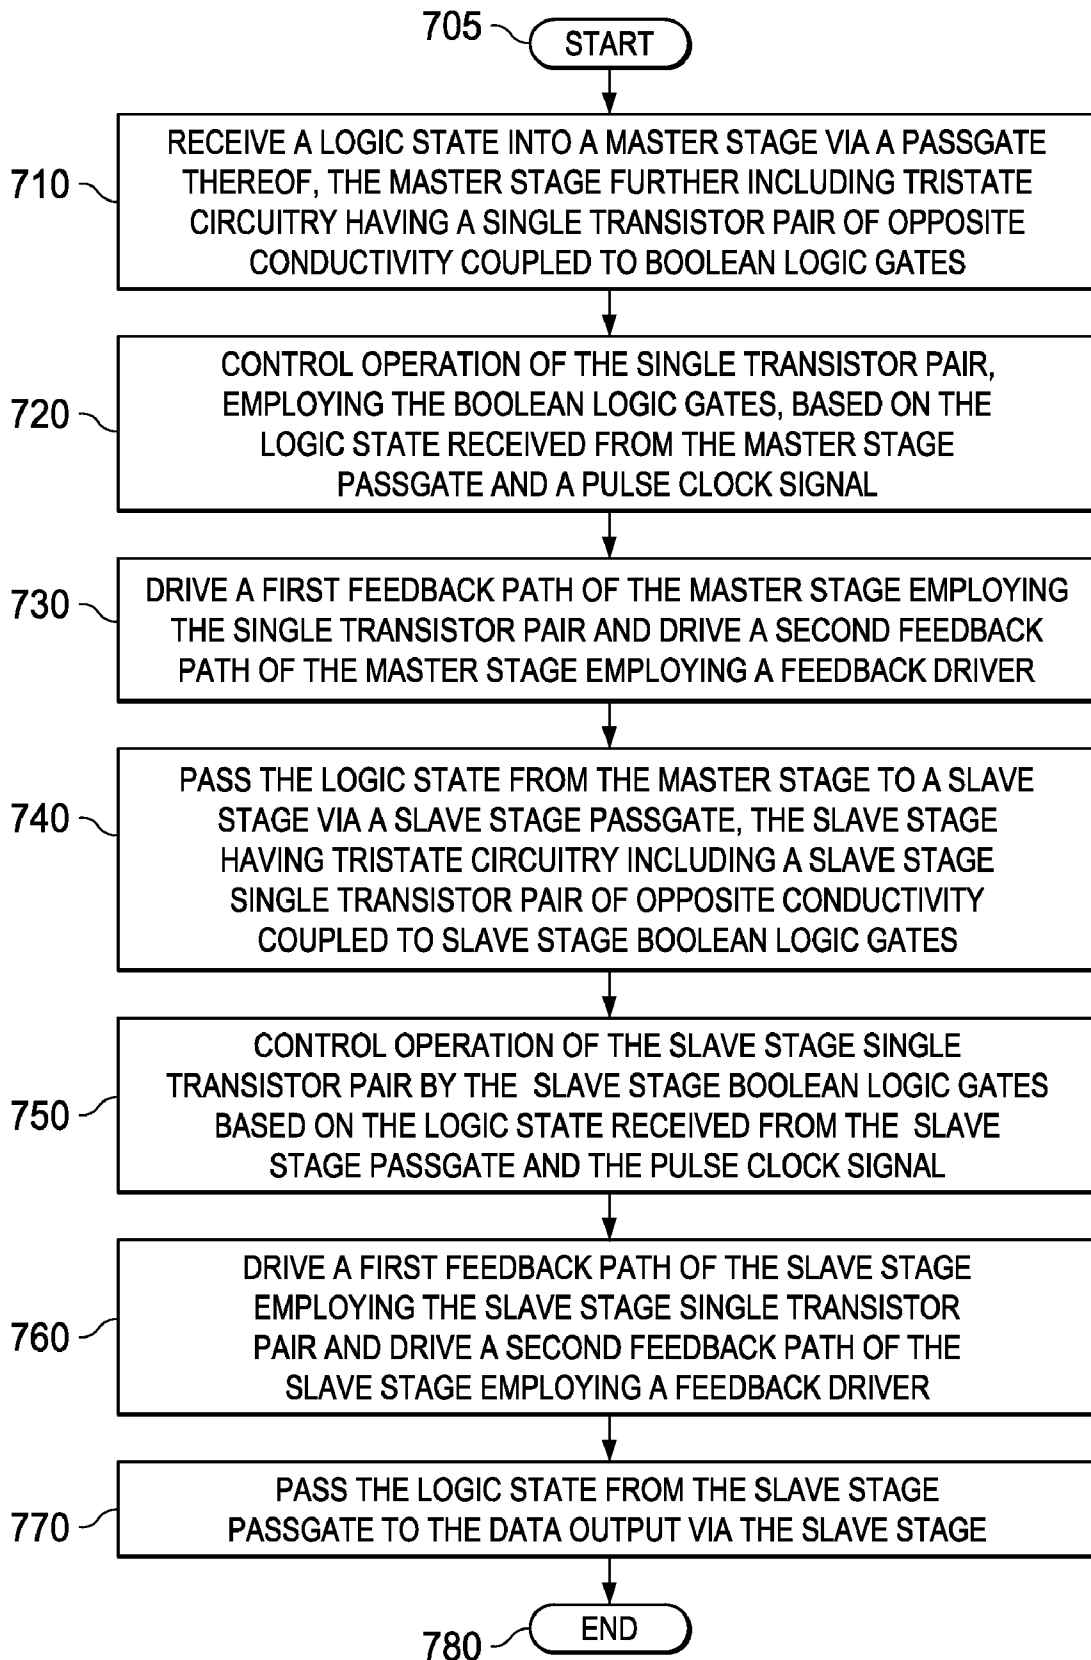 705
START
710
RECEIVE A LOGIC STATE INTO A MASTER STAGE VIA A PASSGATE
THEREOF, THE MASTER STAGE FURTHER INCLUDING TRISTATE
CIRCUITRY HAVING A SINGLE TRANSISTOR PAIR OF OPPOSITE
CONDUCTIVITY COUPLED TO BOOLEAN LOGIC GATES
720
CONTROL OPERATION OF THE SINGLE TRANSISTOR PAIR,
EMPLOYING THE BOOLEAN LOGIC GATES, BASED ON THE
LOGIC STATE RECEIVED FROM THE MASTER STAGE
PASSGATE AND A PULSE CLOCK SIGNAL
730
DRIVE A FIRST FEEDBACK PATH OF THE MASTER STAGE EMPLOYING
THE SINGLE TRANSISTOR PAIR AND DRIVE A SECOND FEEDBACK
PATH OF THE MASTER STAGE EMPLOYING A FEEDBACK DRIVER
740
PASS THE LOGIC STATE FROM THE MASTER STAGE TO A SLAVE
STAGE VIA A SLAVE STAGE PASSGATE, THE SLAVE STAGE
HAVING TRISTATE CIRCUITRY INCLUDING A SLAVE STAGE
SINGLE TRANSISTOR PAIR OF OPPOSITE CONDUCTIVITY
COUPLED TO SLAVE STAGE BOOLEAN LOGIC GATES
750
CONTROL OPERATION OF THE SLAVE STAGE SINGLE
TRANSISTOR PAIR BY THE SLAVE STAGE BOOLEAN LOGIC GATES
BASED ON THE LOGIC STATE RECEIVED FROM THE SLAVE
STAGE PASSGATE AND THE PULSE CLOCK SIGNAL
760
DRIVE A FIRST FEEDBACK PATH OF THE SLAVE STAGE
EMPLOYING THE SLAVE STAGE SINGLE TRANSISTOR
PAIR AND DRIVE A SECOND FEEDBACK PATH OF THE
SLAVE STAGE EMPLOYING A FEEDBACK DRIVER
770
PASS THE LOGIC STATE FROM THE SLAVE STAGE
PASSGATE TO THE DATA OUTPUT VIA THE SLAVE STAGE
780
END